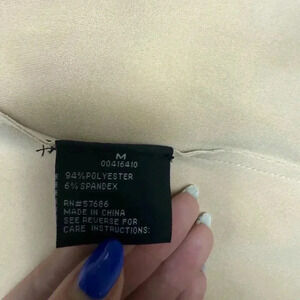 M
00416410
94% POLYESTER
6% SPANDEX
RN#57686
MADE IN CHINA
SEE REVERSE FOR
CARE INSTRUCTIONS: